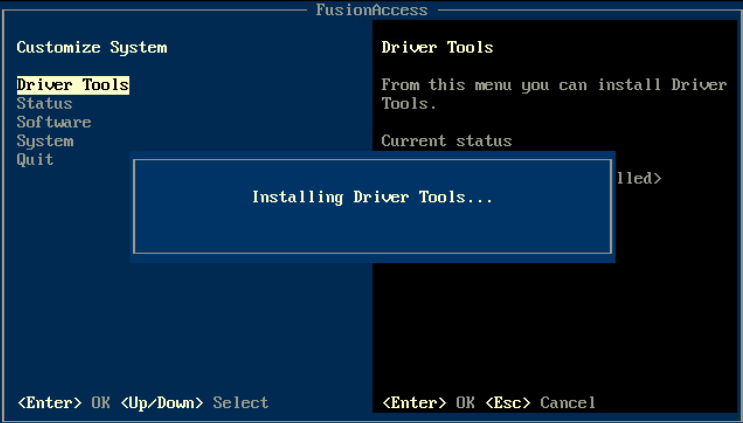 FusionAccess
Customize System
Driver Tools
Status
Software
System
Quit
Driver Tools
From this menu you can install Driver
Tools.
Current status
lled>
Installing Driver Tools...
<Enter> OK <Up/Down> Select
<Enter> OK <Esc> Cancel